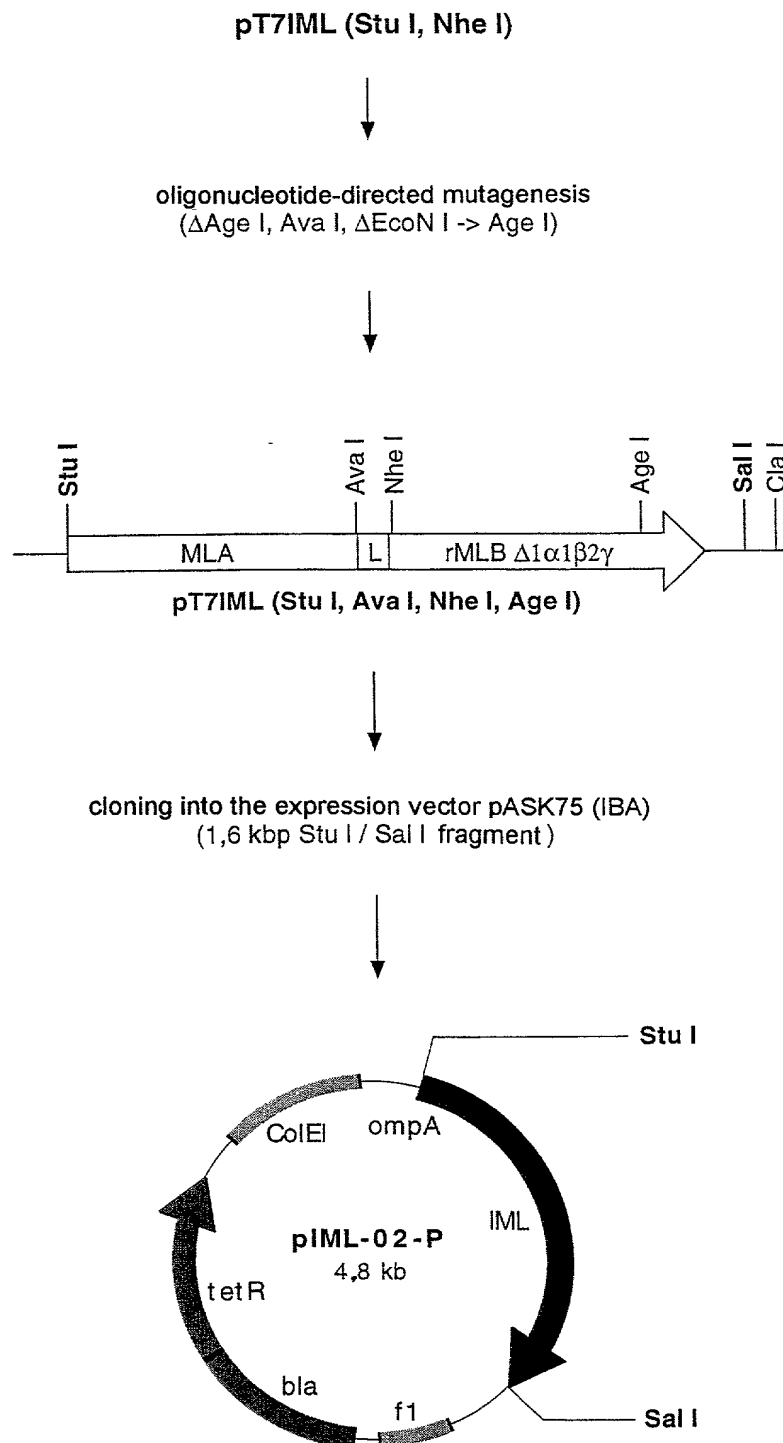 pT7IML (Stu I, Nhe I)
oligonucleotide-directed mutagenesis
(ΔAge I, Ava I, ΔEcoN I -> Age I)
Stu I
Ava I
Nhe I
Age I
Sal I
Cla I
MLA
L
rMLB Δ1α1β2γ
pT7IML (Stu I, Ava I, Nhe I, Age I)
cloning into the expression vector pASK75 (IBA)
(1,6 kbp Stu I / Sal I fragment)
Stu I
ColEI
ompA
IML
pIML-02-P
4,8 kb
tetR
bla
f1
Sal I